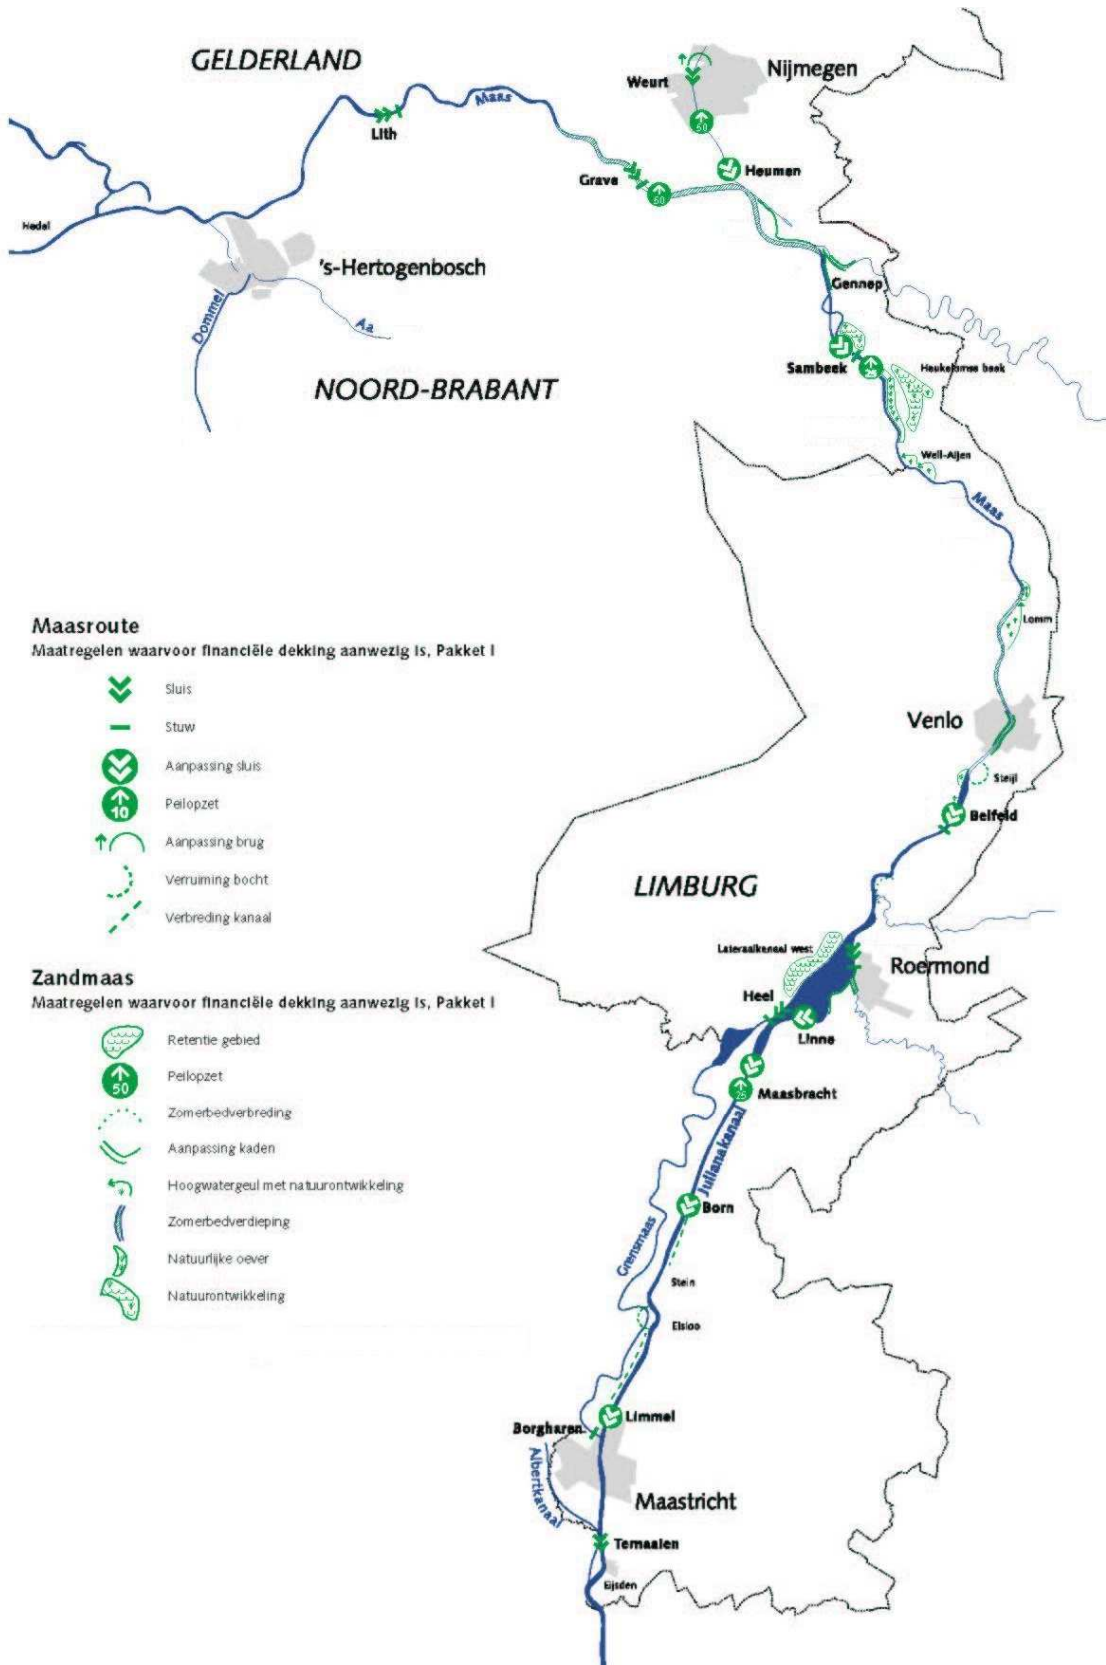 GELDERLAND
Nijmegen
Weurt
50
Maas
Lith
Heumen
Grave
50
Hedel
's-Hertogenbosch
Gennep
Dommel
Aa
Sambeek
25
Heukelomse beek
NOORD-BRABANT
Well-Aijen
Maas
Lomm
Maasroute
Maatregelen waarvoor financiële dekking aanwezig is, Pakket I
Sluis
Stuw
Aanpassing sluis
10
Peilopzet
Aanpassing brug
Verruiming bocht
Verbreding kanaal
Venlo
Steijl
Belfeld
LIMBURG
Lateraalkanaal west
Roermond
Heel
Linne
Maasbracht
25
Julianakanaal
Zandmaas
Maatregelen waarvoor financiële dekking aanwezig is, Pakket I
Retentie gebied
50
Peilopzet
Zomerbedverbreding
Aanpassing kaden
Hoogwatergeul met natuurontwikkeling
Zomerbedverdieping
Natuurlijke oever
Natuurontwikkeling
Born
Grensmaas
Stein
Elsloo
Limmel
Borgharen
Albertkanaal
Maastricht
Ternaaien
Eijsden